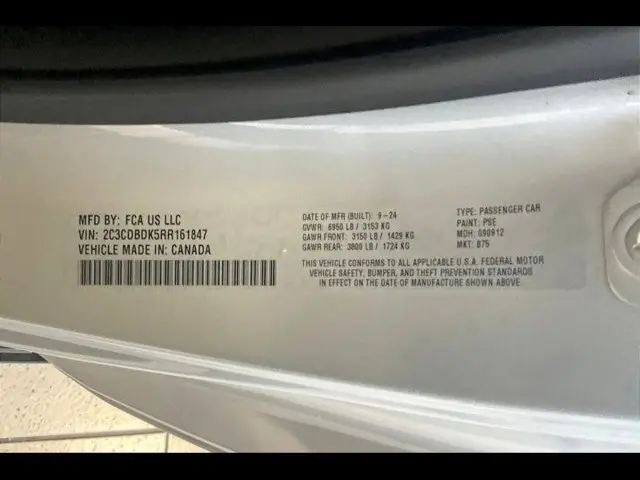 MFD BY: FCA US LLC
VIN: 2C3CDBDK5RR161847
VEHICLE MADE IN: CANADA
DATE OF MFR (BUILT): 9-24
GVWR: 6950 LB / 3153 KG
GAWR FRONT: 3150 LB / 1429 KG
GAWR REAR: 3800 LB / 1724 KG
TYPE: PASSENGER CAR
PAINT: PSE
MDH: 090912
MKT: B75
THIS VEHICLE CONFORMS TO ALL APPLICABLE U.S.A. FEDERAL MOTOR
VEHICLE SAFETY, BUMPER, AND THEFT PREVENTION STANDARDS
IN EFFECT ON THE DATE OF MANUFACTURE SHOWN ABOVE